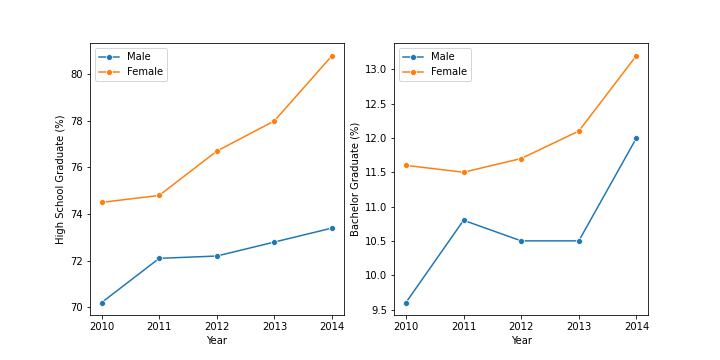 Male
Female
High School Graduate (%)
80
78
76
74
72
70
2010 2011 2012 2013 2014
Year
Male
Female
Bachelor Graduate (%)
13.0
12.5
12.0
11.5
11.0
10.5
10.0
9.5
2010 2011 2012 2013 2014
Year